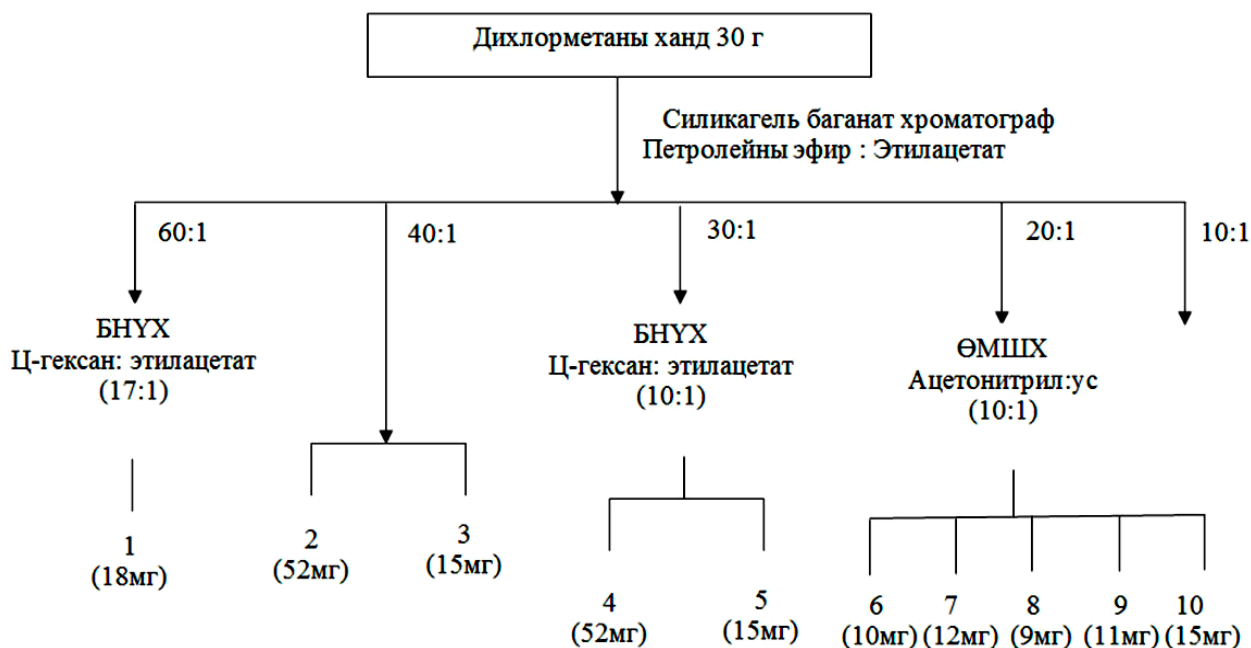 Дихлорметаны ханд 30 г
Силикагель баганат хроматограф
Петролейны эфир : Этилацетат
60:1
40:1
30:1
20:1
10:1
БНҮХ
Ц-гексан: этилацетат
(17:1)
БНҮХ
Ц-гексан: этилацетат
(10:1)
ӨМШХ
Ацетонитрил:ус
(10:1)
1
(18мг)
2
(52мг)
3
(15мг)
4
(52мг)
5
(15мг)
6
(10мг)
7
(12мг)
8
(9мг)
9
(11мг)
10
(15мг)